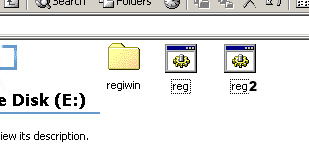 Search Folders
regiwin reg reg2
e Disk (E:)
iew its description.